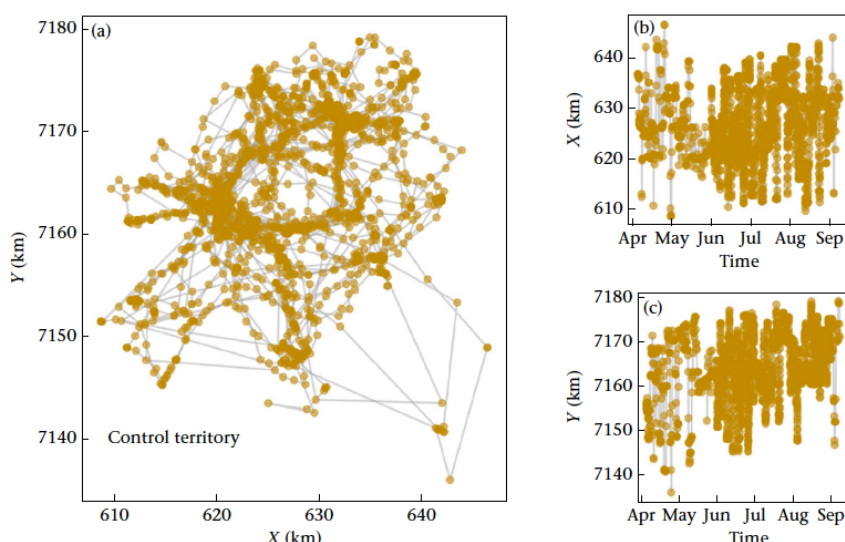 (a)
7180
7170
7160
7150
7140
Y (km)
Control territory
610 620 630 640
X (km)
(b)
640
630
620
610
X (km)
Apr May Jun Jul Aug Sep
Time
(c)
7180
7170
7160
7150
7140
Y (km)
Apr May Jun Jul Aug Sep
Time